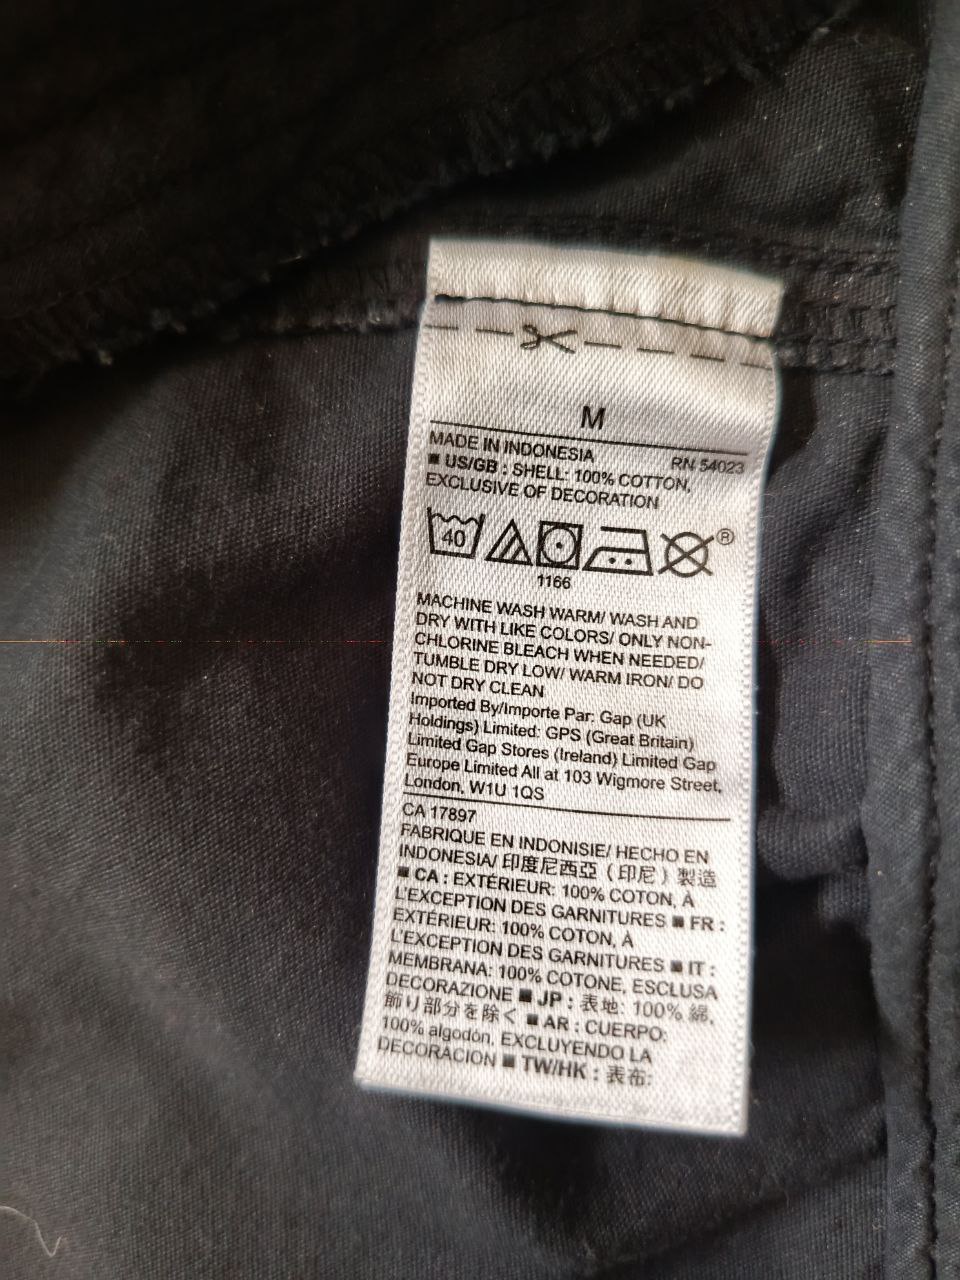 M
MADE IN INDONESIA RN 54023
■ US/GB : SHELL: 100% COTTON,
EXCLUSIVE OF DECORATION
40 ®
1166
MACHINE WASH WARM/ WASH AND
DRY WITH LIKE COLORS/ ONLY NON-
CHLORINE BLEACH WHEN NEEDED/
TUMBLE DRY LOW/ WARM IRON/ DO
NOT DRY CLEAN
Imported By/Importe Par: Gap (UK
Holdings) Limited: GPS (Great Britain)
Limited Gap Stores (Ireland) Limited Gap
Europe Limited All at 103 Wigmore Street,
London, W1U 1QS
CA 17897
FABRIQUE EN INDONISIE/ HECHO EN
INDONESIA/ 印度尼西亞 (印尼) 製造
■ CA : EXTÉRIEUR: 100% COTON, À
L'EXCEPTION DES GARNITURES ■ FR :
EXTÉRIEUR: 100% COTON, À
L'EXCEPTION DES GARNITURES ■ IT :
MEMBRANA: 100% COTONE, ESCLUSA
DECORAZIONE ■ JP : 表地: 100% 綿,
飾り部分を除く ■ AR : CUERPO:
100% algodón, EXCLUYENDO LA
DECORACION ■ TW/HK : 表布: